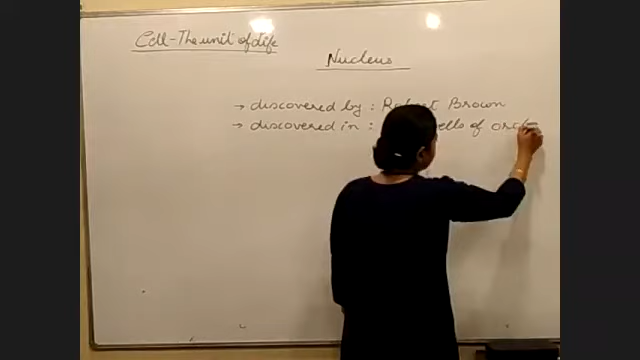 Cell - The unit of Life
Nucleus
→ discovered by : Robert Brown
→ discovered in : of